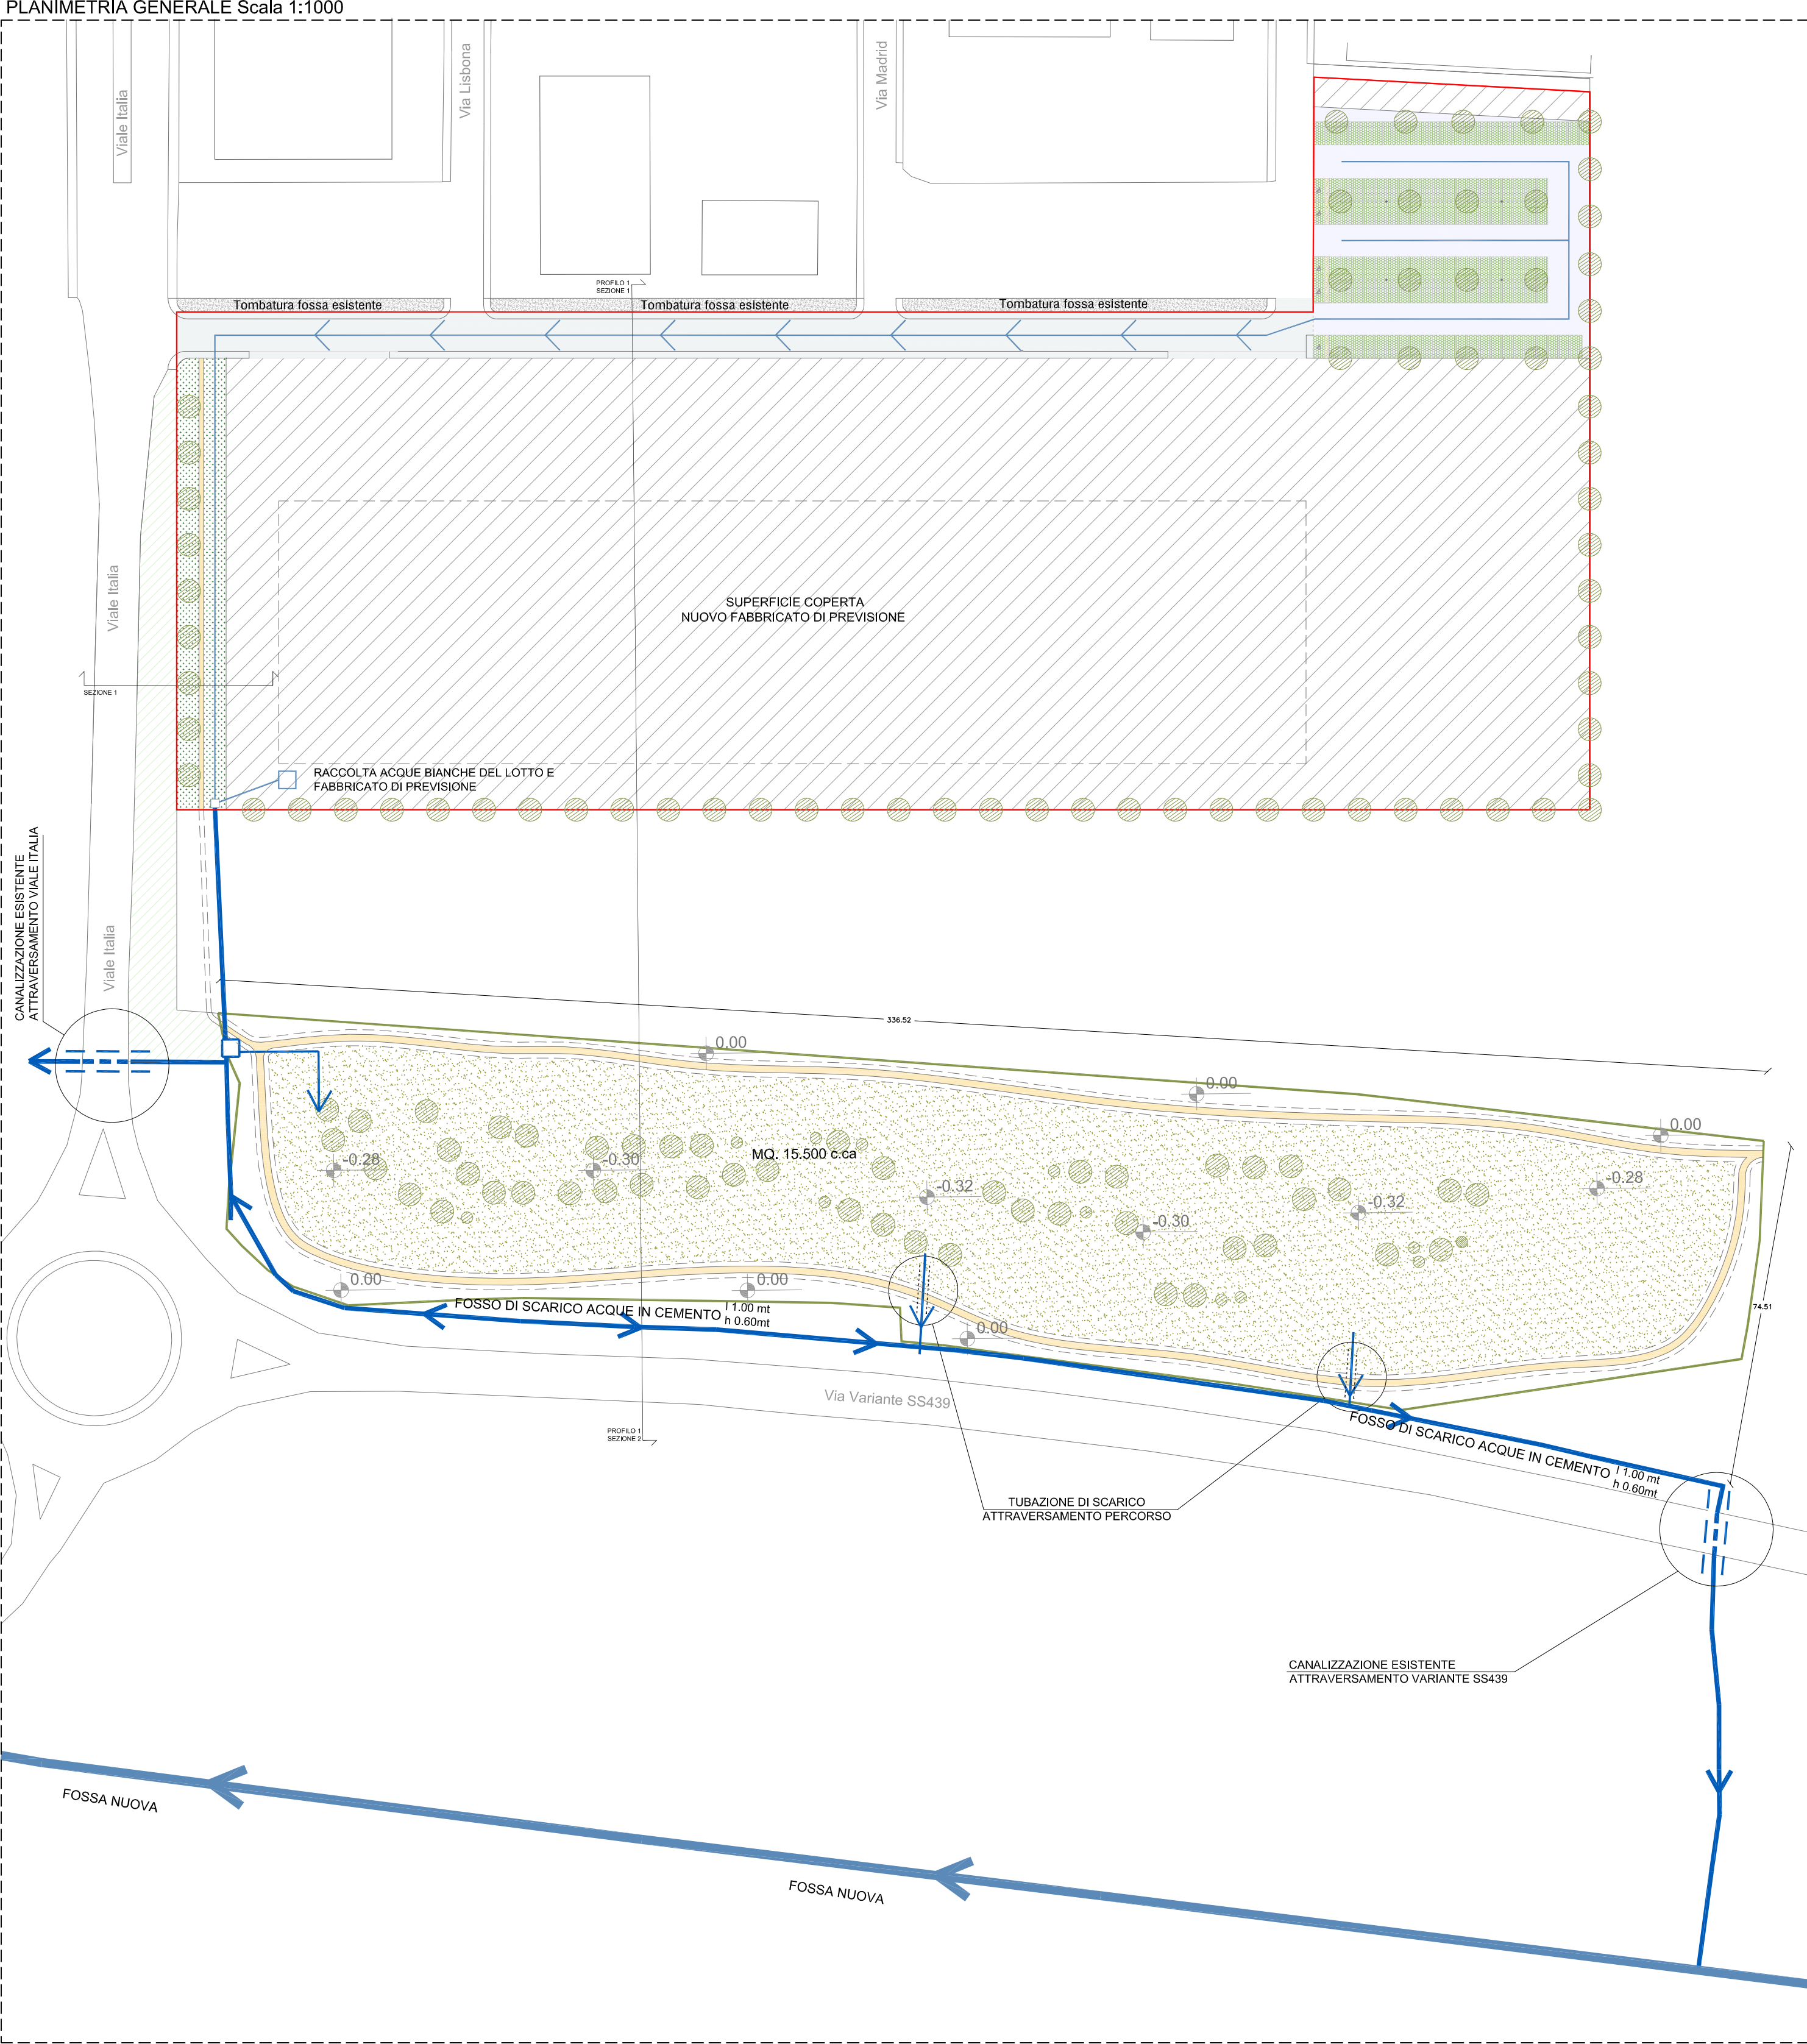 PLANIMETRIA GENERALE Scala 1:1000
Viale Italia
Via Lisbona
Via Madrid
PROFILO 1
SEZIONE 1
Tombatura fossa esistente
Tombatura fossa esistente
Tombatura fossa esistente
SUPERFICIE COPERTA
NUOVO FABBRICATO DI PREVISIONE
Viale Italia
SEZIONE 1
RACCOLTA ACQUE BIANCHE DEL LOTTO E
FABBRICATO DI PREVISIONE
CANALIZZAZIONE ESISTENTE
ATTRAVERSAMENTO VIALE ITALIA
Viale Italia
336.52
0.00
0.00
0.00
MQ. 15.500 c.ca
-0.28
-0.30
-0.32
-0.30
-0.32
-0.28
0.00
0.00
0.00
74.51
FOSSO DI SCARICO ACQUE IN CEMENTO
l 1.00 mt
h 0.60mt
Via Variante SS439
FOSSO DI SCARICO ACQUE IN CEMENTO
l 1.00 mt
h 0.60mt
PROFILO 1
SEZIONE 2
TUBAZIONE DI SCARICO
ATTRAVERSAMENTO PERCORSO
CANALIZZAZIONE ESISTENTE
ATTRAVERSAMENTO VARIANTE SS439
FOSSA NUOVA
FOSSA NUOVA